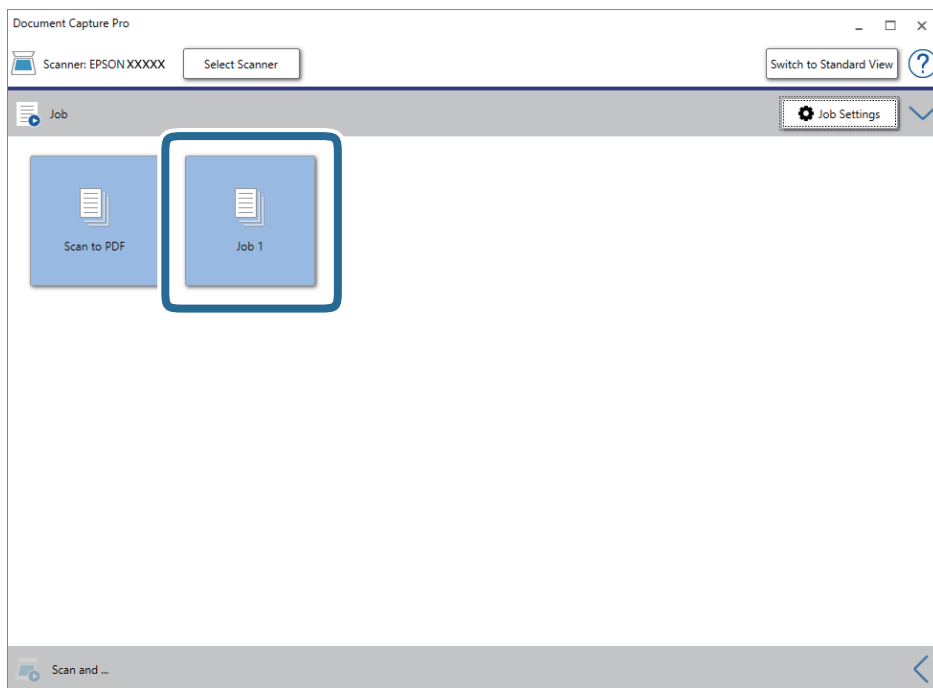 Document Capture Pro
Scanner: EPSON XXXXX Select Scanner Switch to Standard View ?
Job Job Settings
Scan to PDF Job 1
Scan and ...